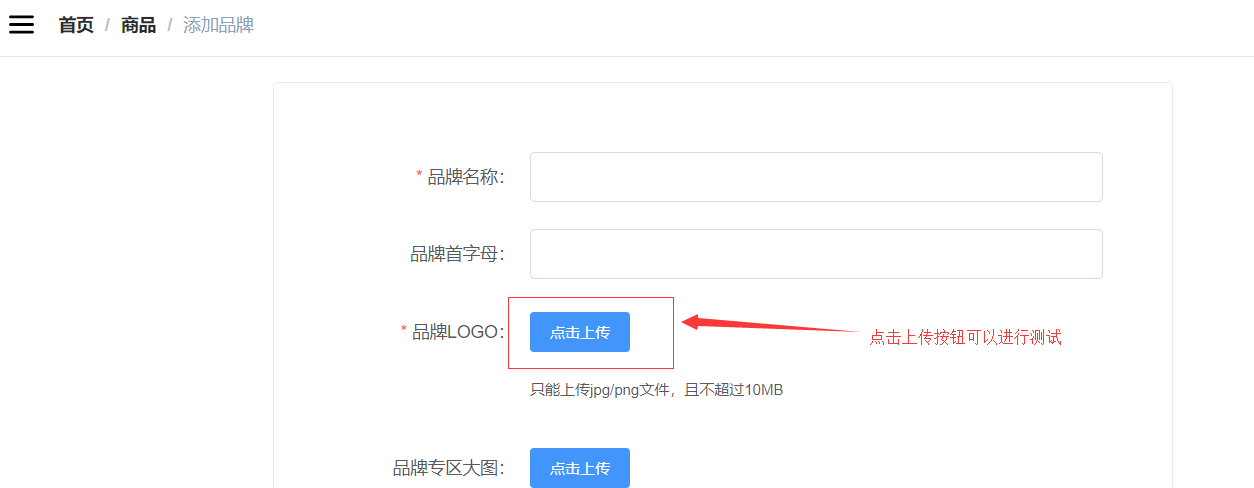 首页 / 商品 / 添加品牌
* 品牌名称：
品牌首字母：
* 品牌LOGO： 点击上传
点击上传按钮可以进行测试
只能上传jpg/png文件，且不超过10MB
品牌专区大图： 点击上传